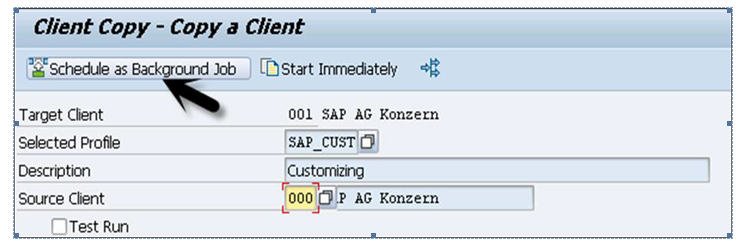 Client Copy - Copy a Client
Schedule as Background Job Start Immediately
Target Client 001 SAP AG Konzern
Selected Profile SAP_CUST
Description Customizing
Source Client 000 P AG Konzern
Test Run